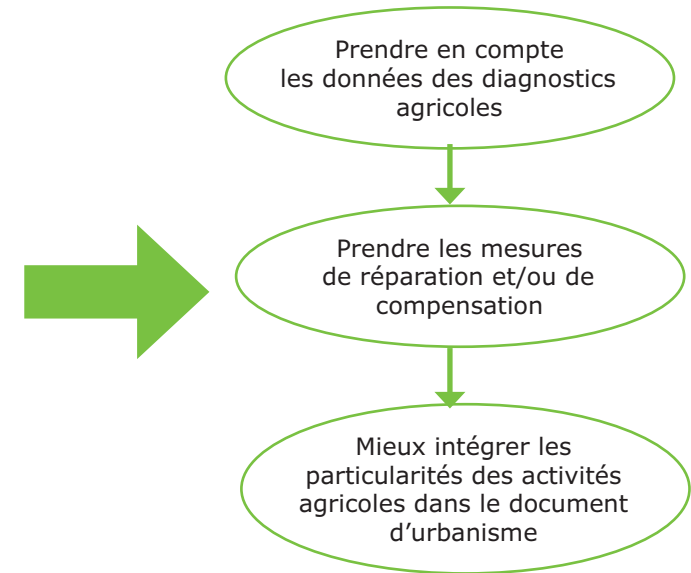 Prendre en compte
les données des diagnostics
agricoles
Prendre les mesures
de réparation et/ou de
compensation
Mieux intégrer les
particularités des activités
agricoles dans le document
d’urbanisme